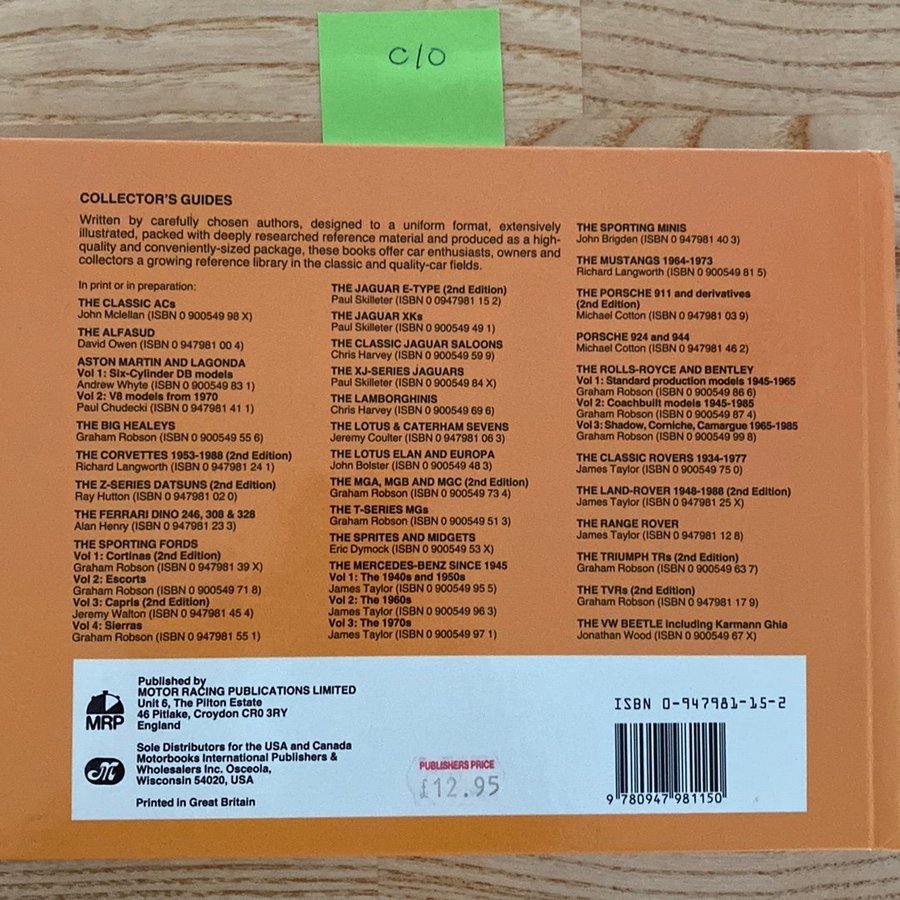 C10
COLLECTOR'S GUIDES
Written by carefully chosen authors, designed to a uniform format, extensively
illustrated, packed with deeply researched reference material and produced as a high-
quality and conveniently-sized package, these books offer car enthusiasts, owners and
collectors a growing reference library in the classic and quality-car fields.
In print or in preparation:
THE CLASSIC ACs
John Mclellan (ISBN 0 900549 98 X)
THE ALFASUD
David Owen (ISBN 0 947981 00 4)
ASTON MARTIN AND LAGONDA
Vol 1: Six-Cylinder DB models
Andrew Whyte (ISBN 0 900549 83 1)
Vol 2: V8 models from 1970
Paul Chudecki (ISBN 0 947981 41 1)
THE BIG HEALEYS
Graham Robson (ISBN 0 900549 55 6)
THE CORVETTES 1953-1988 (2nd Edition)
Richard Langworth (ISBN 0 947981 24 1)
THE Z-SERIES DATSUNS (2nd Edition)
Ray Hutton (ISBN 0 947981 02 0)
THE FERRARI DINO 246, 308 & 328
Alan Henry (ISBN 0 947981 23 3)
THE SPORTING FORDS
Vol 1: Cortinas (2nd Edition)
Graham Robson (ISBN 0 947981 39 X)
Vol 2: Escorts
Graham Robson (ISBN 0 900549 71 8)
Vol 3: Capris (2nd Edition)
Jeremy Walton (ISBN 0 947981 45 4)
Vol 4: Sierras
Graham Robson (ISBN 0 947981 55 1)
THE JAGUAR E-TYPE (2nd Edition)
Paul Skilleter (ISBN 0 0947981 15 2)
THE JAGUAR XKs
Paul Skilleter (ISBN 0 900549 49 1)
THE CLASSIC JAGUAR SALOONS
Chris Harvey (ISBN 0 900549 59 9)
THE XJ-SERIES JAGUARS
Paul Skilleter (ISBN 0 900549 84 X)
THE LAMBORGHINIS
Chris Harvey (ISBN 0 900549 69 6)
THE LOTUS & CATERHAM SEVENS
Jeremy Coulter (ISBN 0 947981 06 3)
THE LOTUS ELAN AND EUROPA
John Bolster (ISBN 0 900549 48 3)
THE MGA, MGB AND MGC (2nd Edition)
Graham Robson (ISBN 0 900549 73 4)
THE T-SERIES MGs
Graham Robson (ISBN 0 900549 51 3)
THE SPRITES AND MIDGETS
Eric Dymock (ISBN 0 900549 53 X)
THE MERCEDES-BENZ SINCE 1945
Vol 1: The 1940s and 1950s
James Taylor (ISBN 0 900549 95 5)
Vol 2: The 1960s
James Taylor (ISBN 0 900549 96 3)
Vol 3: The 1970s
James Taylor (ISBN 0 900549 97 1)
THE SPORTING MINIS
John Brigden (ISBN 0 947981 40 3)
THE MUSTANGS 1964-1973
Richard Langworth (ISBN 0 900549 81 5)
THE PORSCHE 911 and derivatives
(2nd Edition)
Michael Cotton (ISBN 0 947981 03 9)
PORSCHE 924 and 944
Michael Cotton (ISBN 0 947981 46 2)
THE ROLLS-ROYCE AND BENTLEY
Vol 1: Standard production models 1945-1965
Graham Robson (ISBN 0 900549 86 6)
Vol 2: Coachbuilt models 1945-1985
Graham Robson (ISBN 0 900549 87 4)
Vol 3: Shadow, Corniche, Camargue 1965-1985
Graham Robson (ISBN 0 900549 99 8)
THE CLASSIC ROVERS 1934-1977
James Taylor (ISBN 0 900549 75 0)
THE LAND-ROVER 1948-1988 (2nd Edition)
James Taylor (ISBN 0 947981 25 X)
THE RANGE ROVER
James Taylor (ISBN 0 947981 12 8)
THE TRIUMPH TRs (2nd Edition)
Graham Robson (ISBN 0 900549 63 7)
THE TVRs (2nd Edition)
Graham Robson (ISBN 0 947981 17 9)
THE VW BEETLE including Karmann Ghia
Jonathan Wood (ISBN 0 900549 67 X)
MRP
Published by
MOTOR RACING PUBLICATIONS LIMITED
Unit 6, The Pilton Estate
46 Pitlake, Croydon CR0 3RY
England
Sole Distributors for the USA and Canada
Motorbooks International Publishers &
Wholesalers Inc. Osceola,
Wisconsin 54020, USA
Printed in Great Britain
PUBLISHERS PRICE
£12.95
ISBN 0-947981-15-2
9 780947 981150